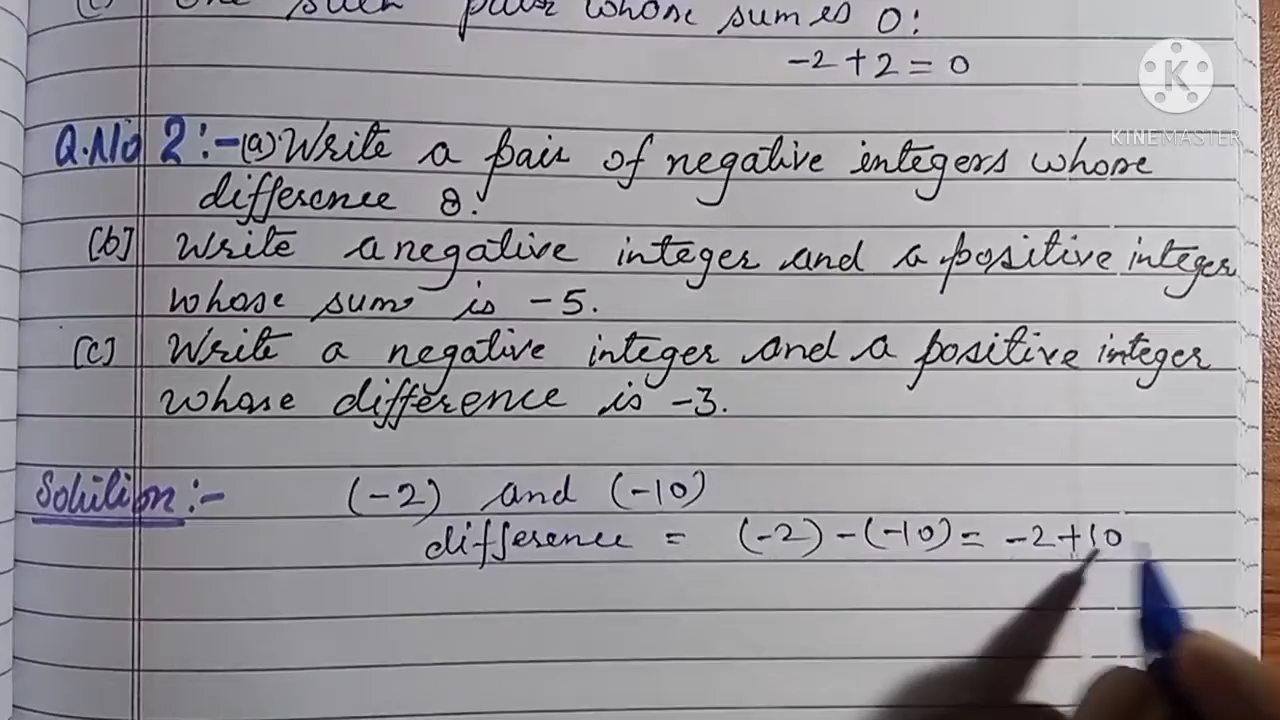 (c) One such pair whose sum is 0:
-2+2=0
K
KINEMASTER
Q.No 2:-(a) Write a pair of negative integers whose
difference 8.
(b) Write a negative integer and a positive integer
whose sum is -5.
(c) Write a negative integer and a positive integer
whose difference is -3.
Solution:- (-2) and (-10)
difference = (-2)-(-10)= -2+10